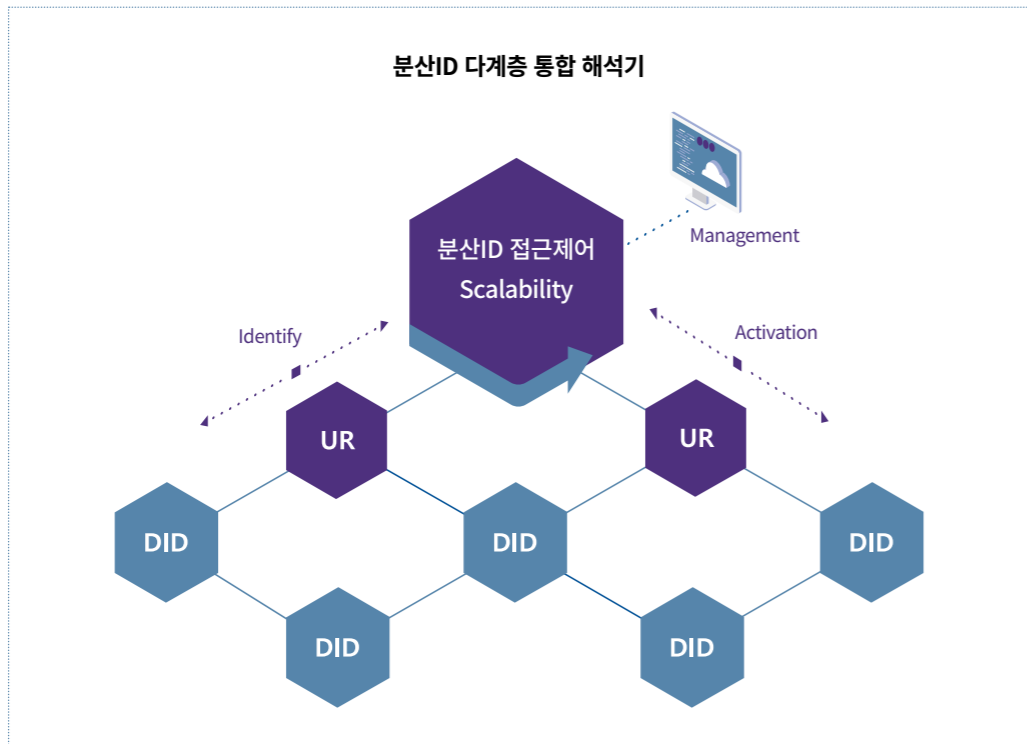 분산ID 다계층 통합 해석기
분산ID 접근제어
Scalability
Management
Identify
Activation
UR
UR
DID
DID
DID
DID
DID